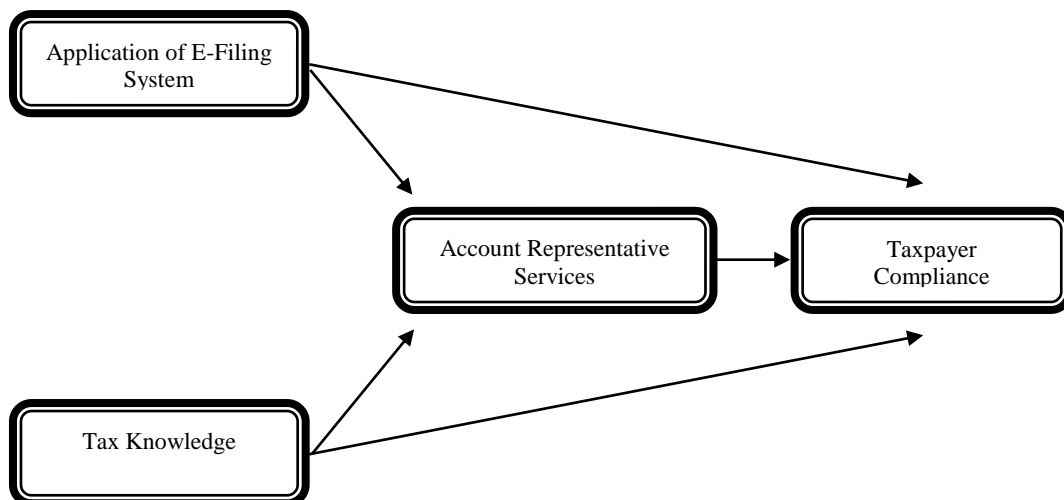 Application of E-Filing
System
Account Representative
Services
Taxpayer
Compliance
Tax Knowledge